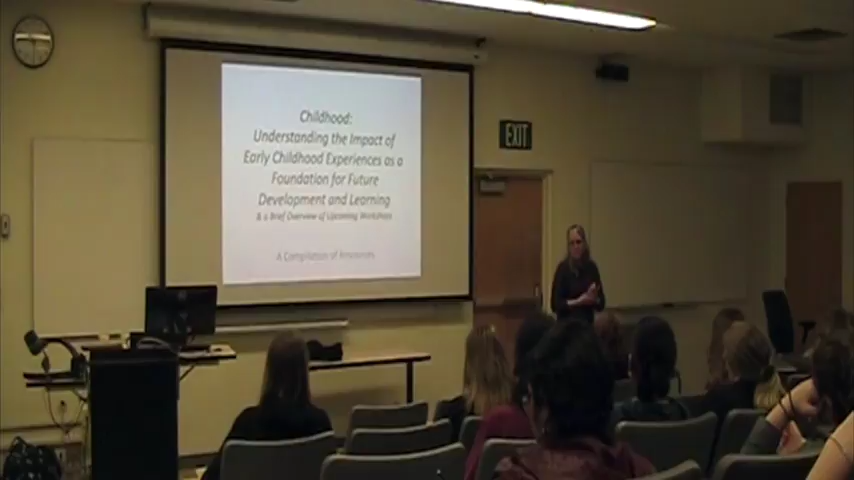 Childhood:
Understanding the Impact of
Early Childhood Experiences as a
Foundation for Future
Development and Learning
& a Brief Overview of Upcoming Workshops
A Compilation of Resources
EXIT